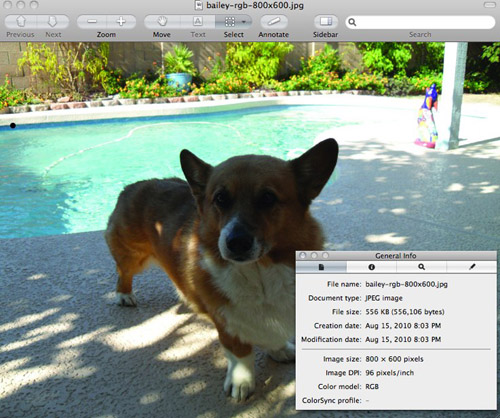 bailey-rgb-800x600.jpg
Previous Next Zoom Move Text Select Annotate Sidebar Search
General Info
File name: bailey-rgb-800x600.jpg
Document type: JPEG image
File size: 556 KB (556,106 bytes)
Creation date: Aug 15, 2010 8:03 PM
Modification date: Aug 15, 2010 8:03 PM
Image size: 800 × 600 pixels
Image DPI: 96 pixels/inch
Color model: RGB
ColorSync profile: –